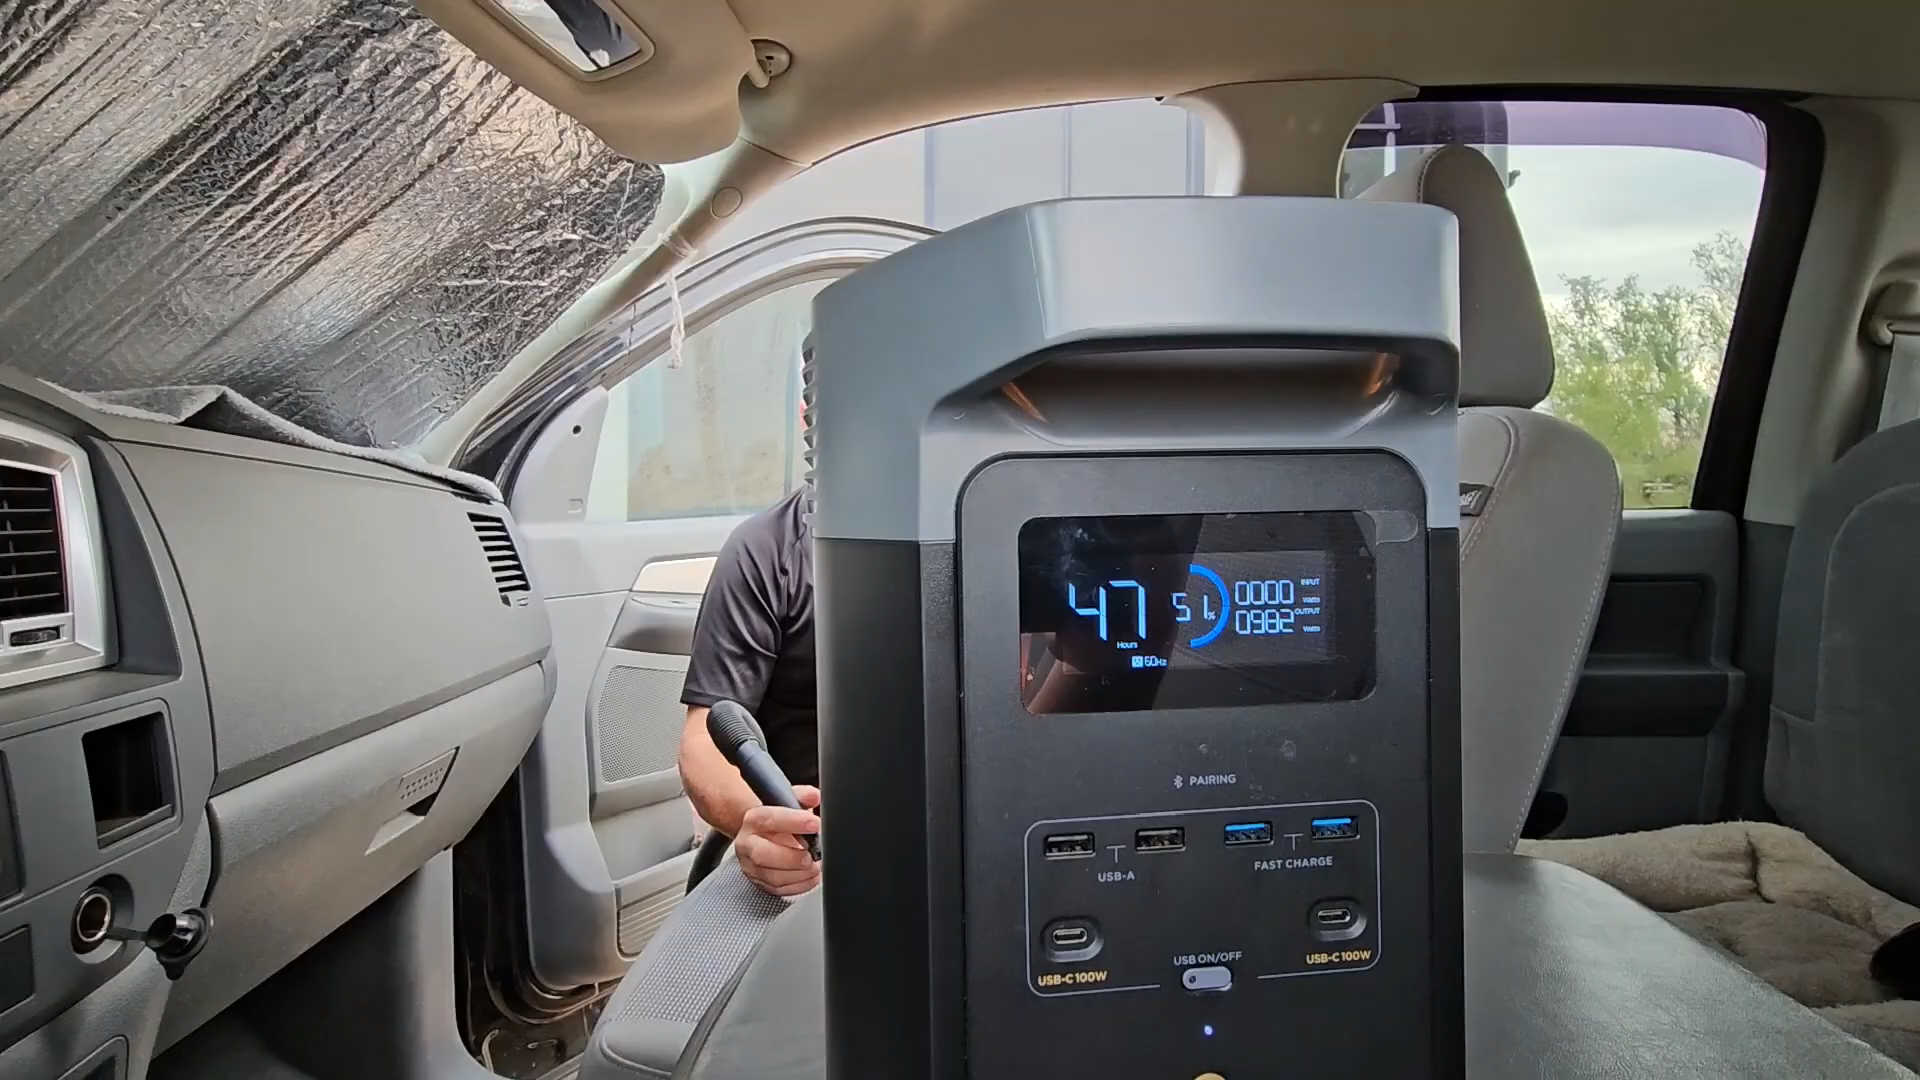 47
Hours
51%
0000
INPUT
Watts
0982
OUTPUT
Watts
60Hz
PAIRING
USB-A
FAST CHARGE
USB-C 100W
USB ON/OFF
USB-C 100W